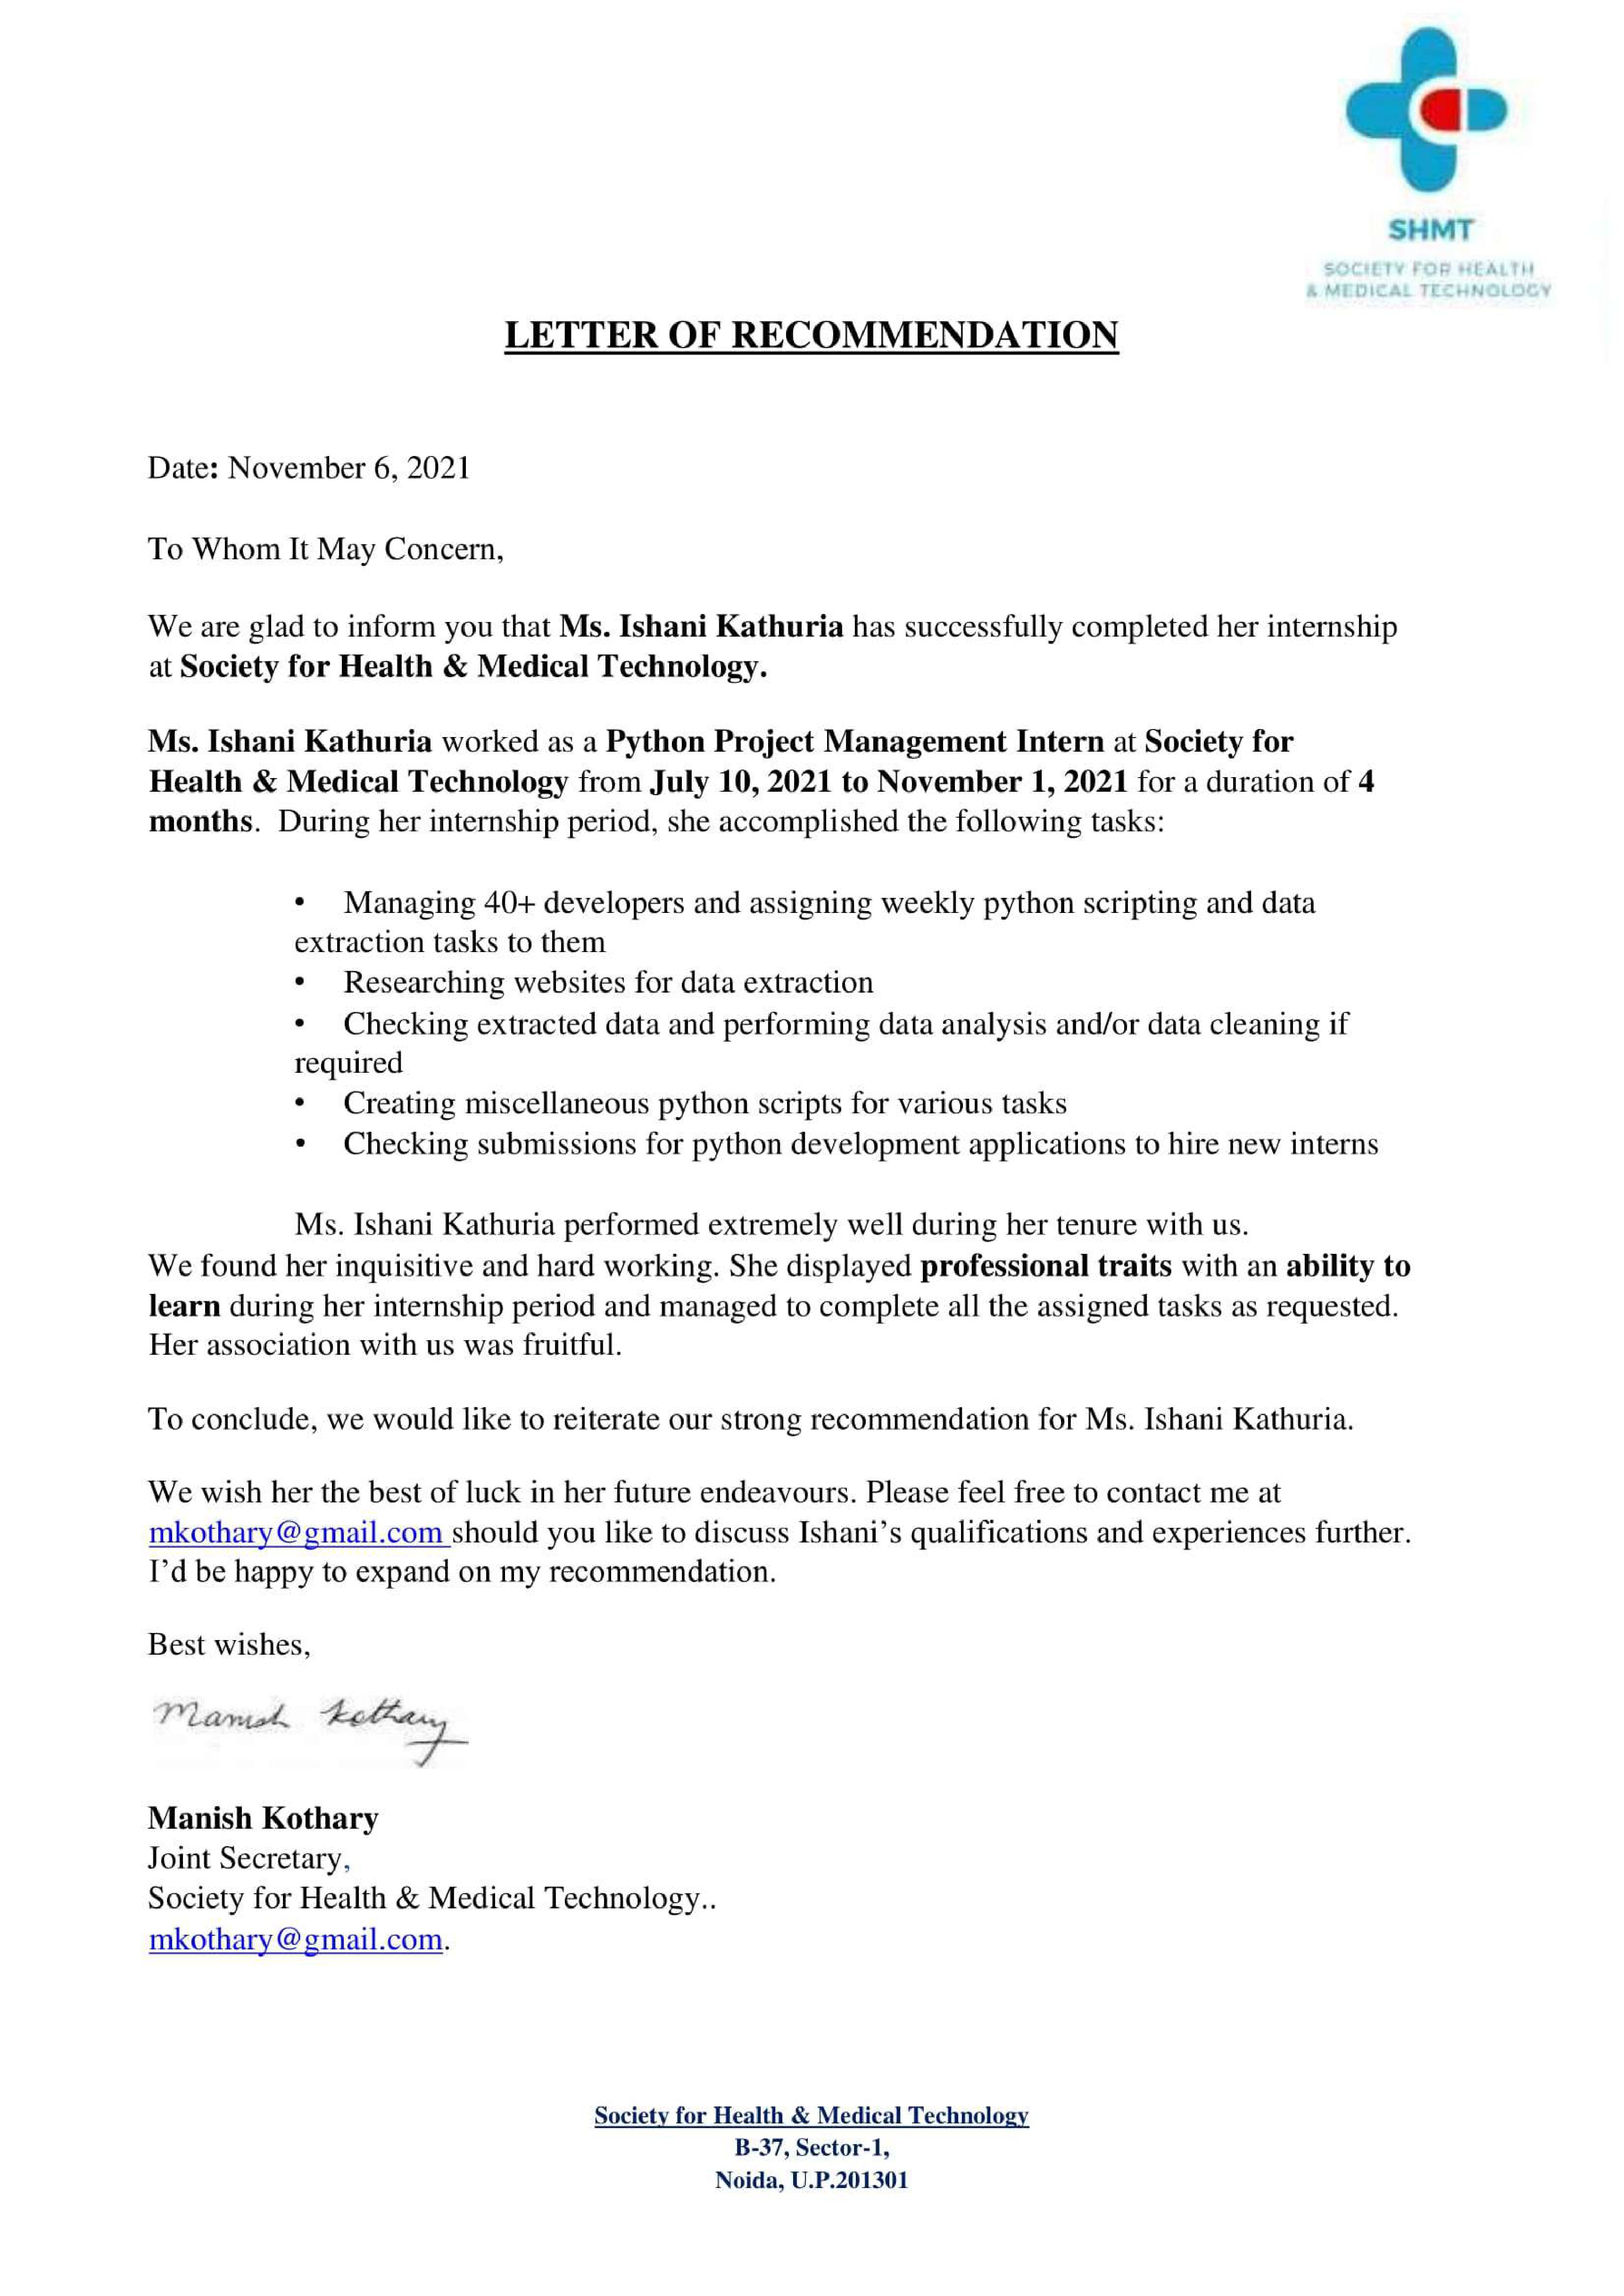 SHMT
SOCIETY FOR HEALTH
& MEDICAL TECHNOLOGY
LETTER OF RECOMMENDATION
Date: November 6, 2021
To Whom It May Concern,
We are glad to inform you that Ms. Ishani Kathuria has successfully completed her internship
at Society for Health & Medical Technology.
Ms. Ishani Kathuria worked as a Python Project Management Intern at Society for
Health & Medical Technology from July 10, 2021 to November 1, 2021 for a duration of 4
months. During her internship period, she accomplished the following tasks:
• Managing 40+ developers and assigning weekly python scripting and data
extraction tasks to them
• Researching websites for data extraction
• Checking extracted data and performing data analysis and/or data cleaning if
required
• Creating miscellaneous python scripts for various tasks
• Checking submissions for python development applications to hire new interns
Ms. Ishani Kathuria performed extremely well during her tenure with us.
We found her inquisitive and hard working. She displayed professional traits with an ability to
learn during her internship period and managed to complete all the assigned tasks as requested.
Her association with us was fruitful.
To conclude, we would like to reiterate our strong recommendation for Ms. Ishani Kathuria.
We wish her the best of luck in her future endeavours. Please feel free to contact me at
mkothary@gmail.com should you like to discuss Ishani’s qualifications and experiences further.
I’d be happy to expand on my recommendation.
Best wishes,
Manish Kothary
Manish Kothary
Joint Secretary,
Society for Health & Medical Technology..
mkothary@gmail.com.
Society for Health & Medical Technology
B-37, Sector-1,
Noida, U.P.201301